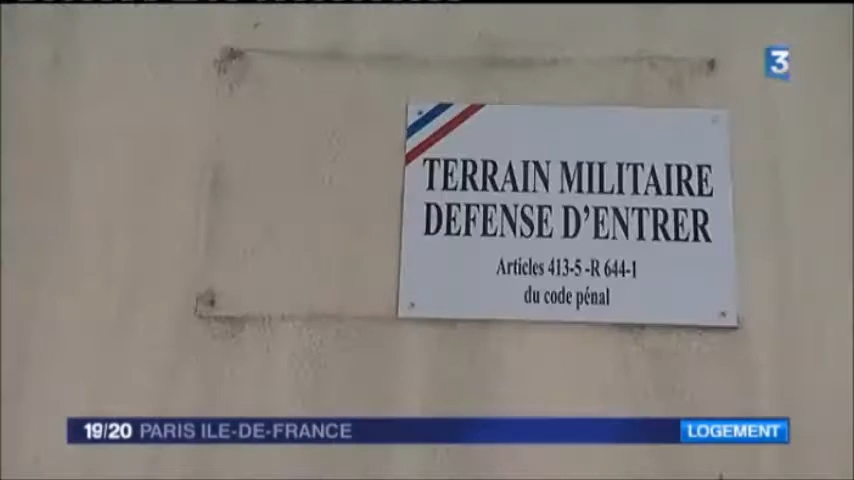 3
TERRAIN MILITAIRE
DEFENSE D'ENTRER
Articles 413-5 -R 644-1
du code pénal
19/20 PARIS ILE-DE-FRANCE
LOGEMENT